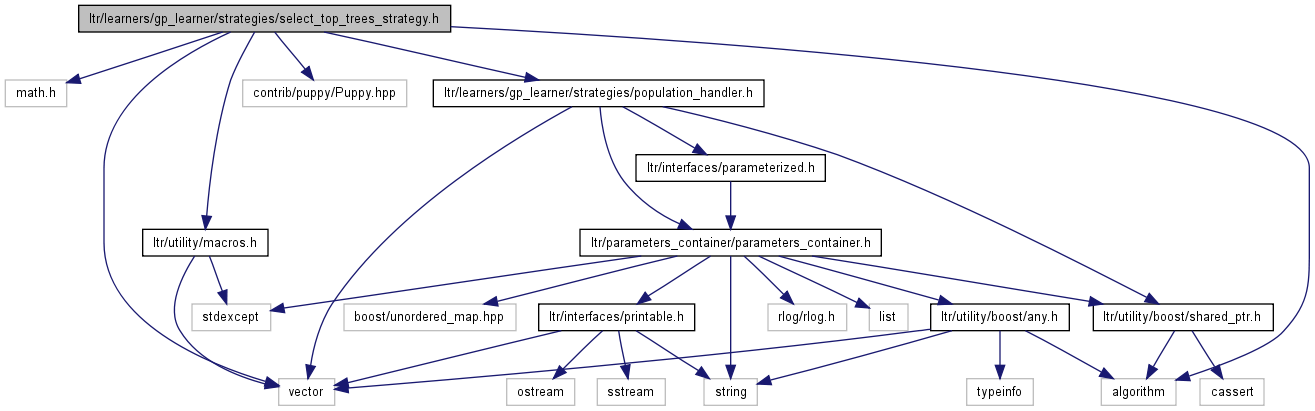 ltr/learners/gp_learner/strategies/select_top_trees_strategy.h
math.h
contrib/puppy/Puppy.hpp
ltr/learners/gp_learner/strategies/population_handler.h
ltr/interfaces/parameterized.h
ltr/utility/macros.h
ltr/parameters_container/parameters_container.h
stdexcept
boost/unordered_map.hpp
ltr/interfaces/printable.h
rlog/rlog.h
list
ltr/utility/boost/any.h
ltr/utility/boost/shared_ptr.h
vector
ostream
sstream
string
typeinfo
algorithm
cassert